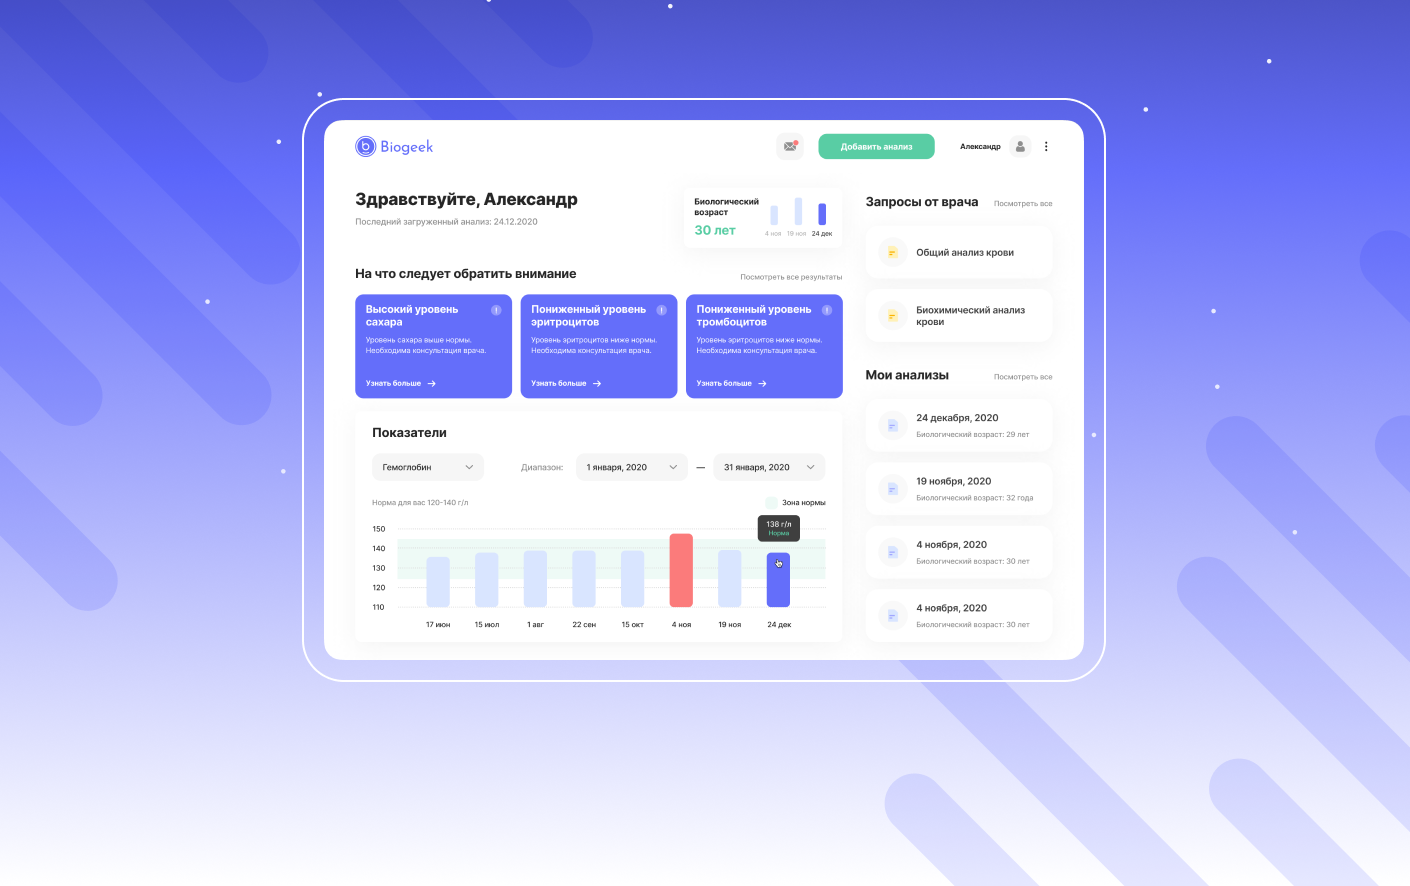 Biogeek
Добавить анализ
Александр
Здравствуйте, Александр
Последний загруженный анализ: 24.12.2020
Биологический
возраст
30 лет
4 ноя 19 ноя 24 дек
На что следует обратить внимание
Посмотреть все результаты
Высокий уровень
сахара
!
Уровень сахара выше нормы.
Необходима консультация врача.
Узнать больше
Пониженный уровень
эритроцитов
!
Уровень эритроцитов ниже нормы.
Необходима консультация врача.
Узнать больше
Пониженный уровень
тромбоцитов
!
Уровень эритроцитов ниже нормы.
Необходима консультация врача.
Узнать больше
Показатели
Гемоглобин
Диапазон:
1 января, 2020
—
31 января, 2020
Норма для вас 120-140 г/л
Зона нормы
138 г/л
Норма
150
140
130
120
110
17 июн 15 июл 1 авг 22 сен 15 окт 4 ноя 19 ноя 24 дек
Запросы от врача
Посмотреть все
Общий анализ крови
Биохимический анализ
крови
Мои анализы
Посмотреть все
24 декабря, 2020
Биологический возраст: 29 лет
19 ноября, 2020
Биологический возраст: 32 года
4 ноября, 2020
Биологический возраст: 30 лет
4 ноября, 2020
Биологический возраст: 30 лет